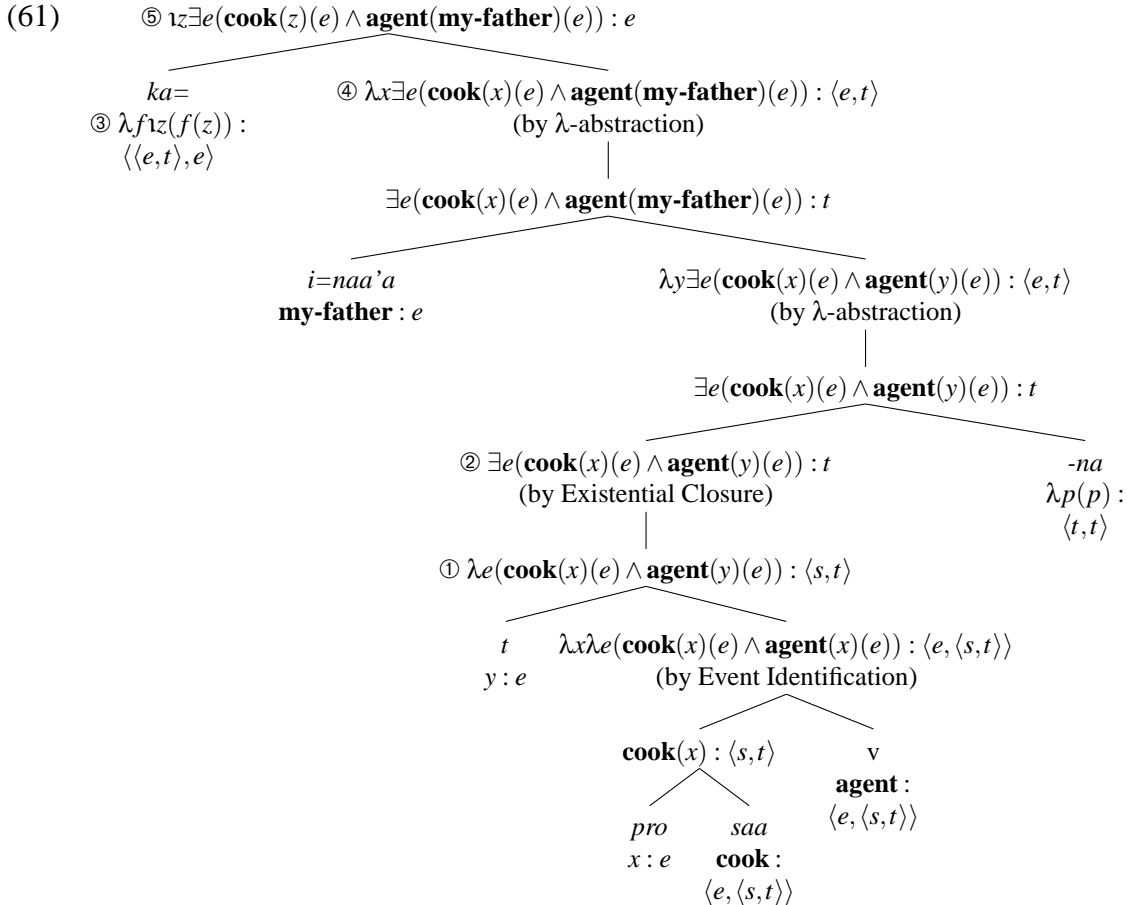 (61) ⑤ ɿz∃e(cook(z)(e) ∧ agent(my-father)(e)) : e
ka= ④ λx∃e(cook(x)(e) ∧ agent(my-father)(e)) : ⟨e,t⟩
③ λfɿz(f(z)) : (by λ-abstraction)
⟨⟨e,t⟩,e⟩
∃e(cook(x)(e) ∧ agent(my-father)(e)) : t
i=naa'a λy∃e(cook(x)(e) ∧ agent(y)(e)) : ⟨e,t⟩
my-father : e (by λ-abstraction)
∃e(cook(x)(e) ∧ agent(y)(e)) : t
② ∃e(cook(x)(e) ∧ agent(y)(e)) : t -na
(by Existential Closure) λp(p) :
⟨t,t⟩
① λe(cook(x)(e) ∧ agent(y)(e)) : ⟨s,t⟩
t λxλe(cook(x)(e) ∧ agent(x)(e)) : ⟨e,⟨s,t⟩⟩
y : e (by Event Identification)
cook(x) : ⟨s,t⟩ v
agent :
⟨e,⟨s,t⟩⟩
pro saa
x : e cook :
⟨e,⟨s,t⟩⟩